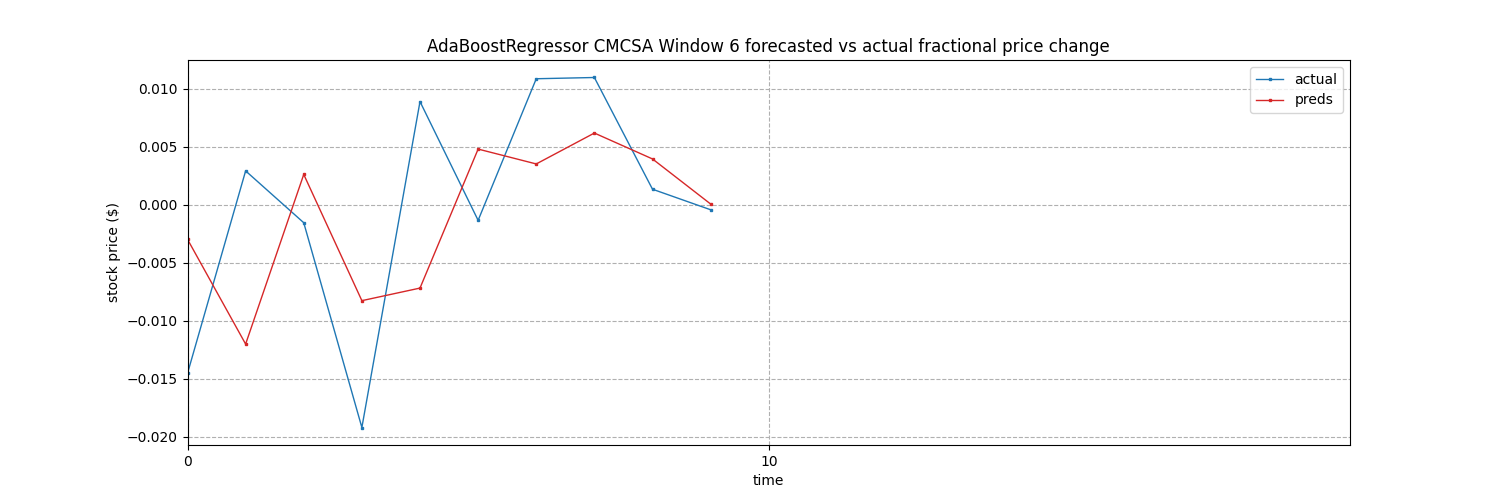 AdaBoostRegressor CMCSA Window 6 forecasted vs actual fractional price change
actual
preds
0.010
0.005
0.000
−0.005
−0.010
−0.015
−0.020
stock price ($)
0
10
time